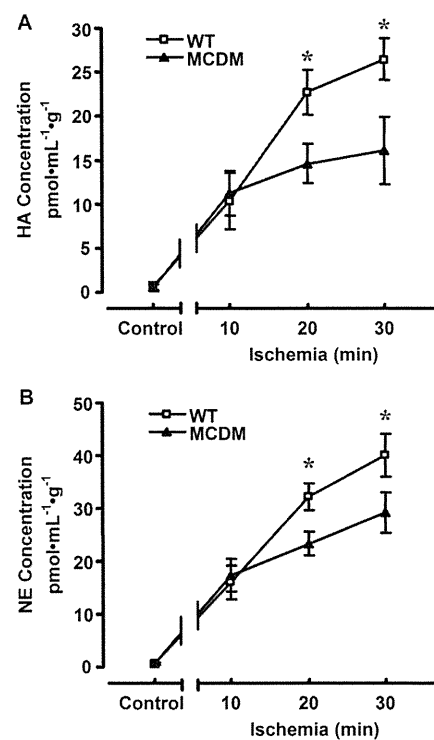 A
WT
MCDM
*
*
HA Concentration
pmol•mL-1•g-1
30
25
20
15
10
5
0
Control
10
20
30
Ischemia (min)
B
WT
MCDM
*
*
NE Concentration
pmol•mL-1•g-1
50
40
30
20
10
0
Control
10
20
30
Ischemia (min)